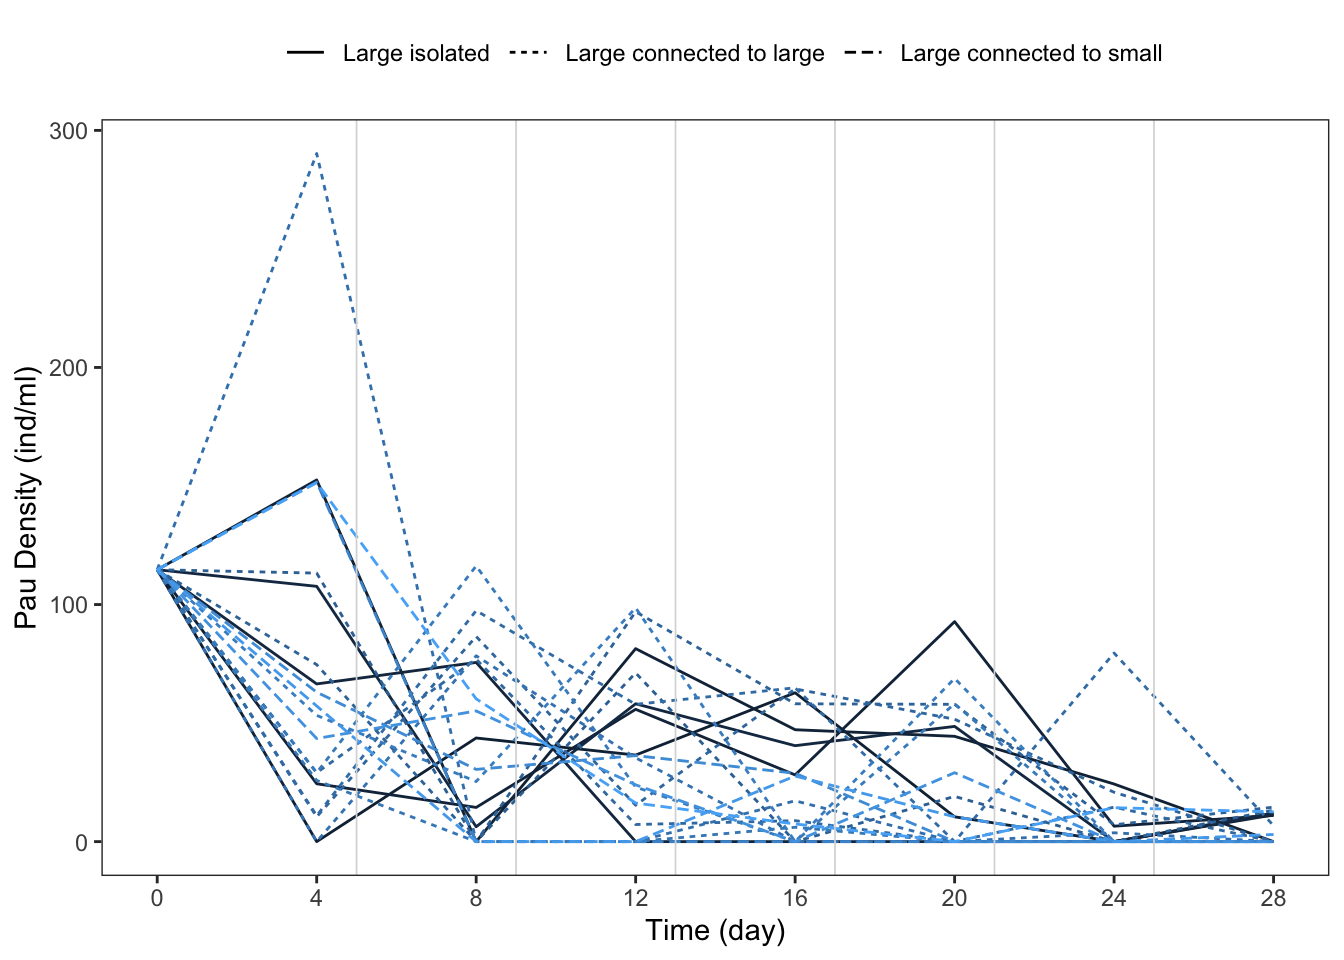 Large isolated Large connected to large Large connected to small
300
200
100
0
Pau Density (ind/ml)
0 4 8 12 16 20 24 28
Time (day)